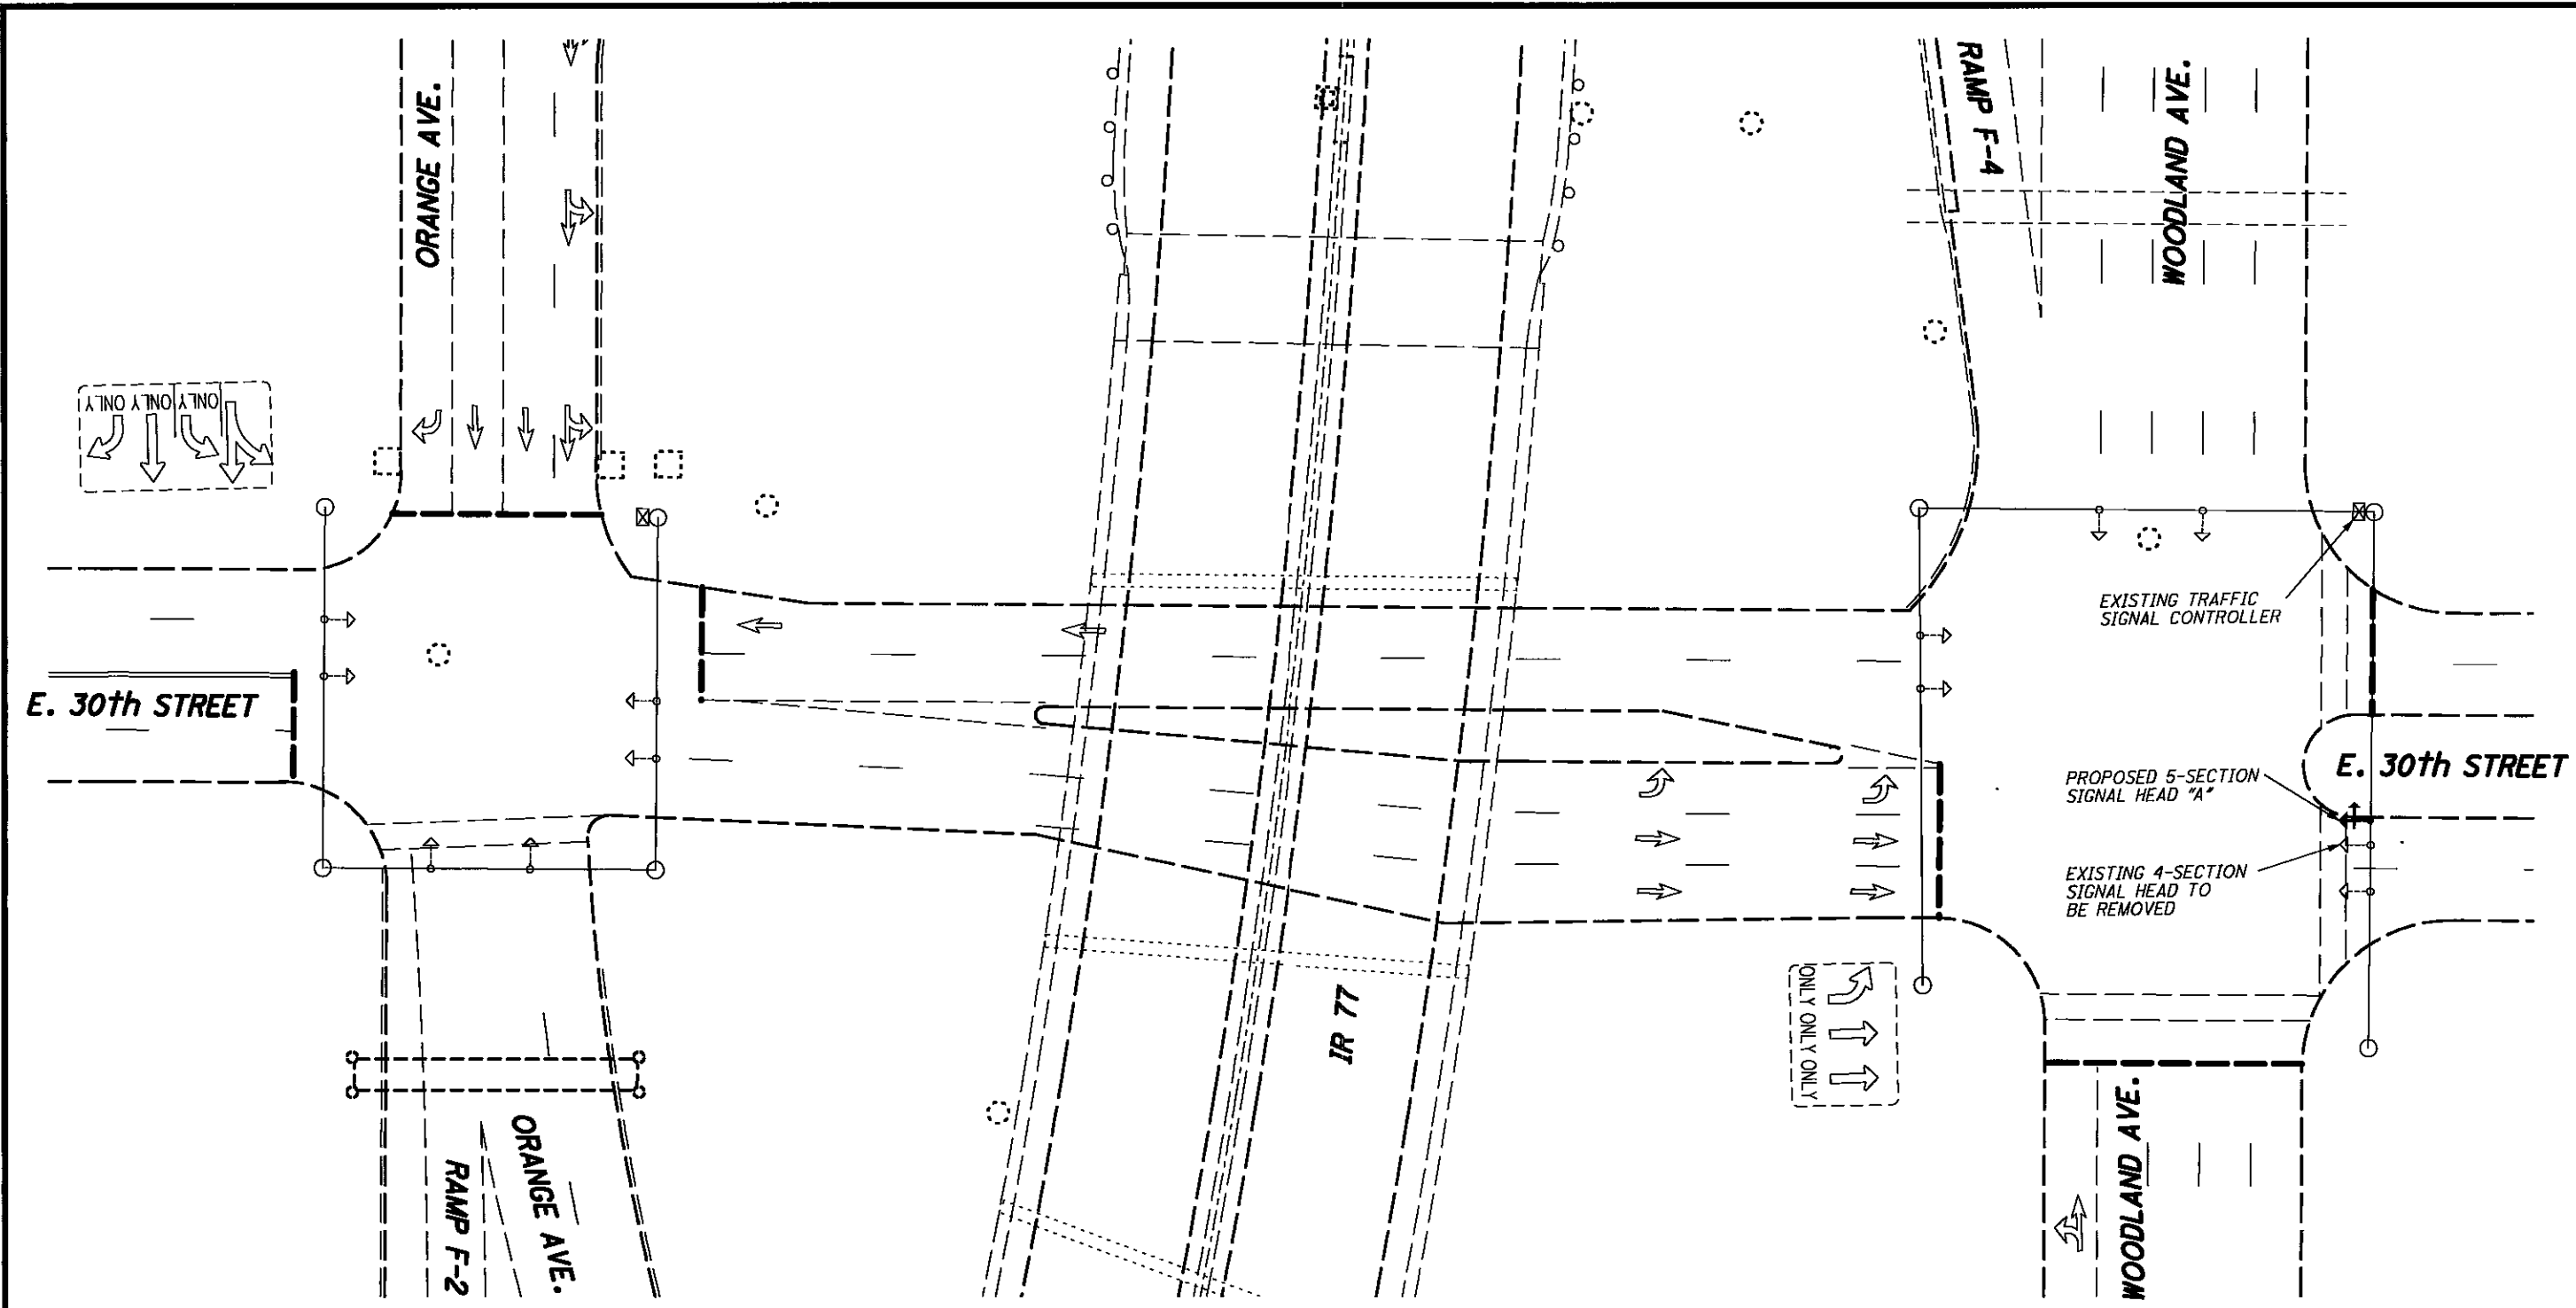 ORANGE AVE.
RAMP F-4
WOODLAND AVE.
ONLY ONLY ONLY
EXISTING TRAFFIC
SIGNAL CONTROLLER
E. 30th STREET
E. 30th STREET
PROPOSED 5-SECTION
SIGNAL HEAD "A"
EXISTING 4-SECTION
SIGNAL HEAD TO
BE REMOVED
IR 77
ONLY ONLY ONLY
RAMP F-2
ORANGE AVE.
WOODLAND AVE.